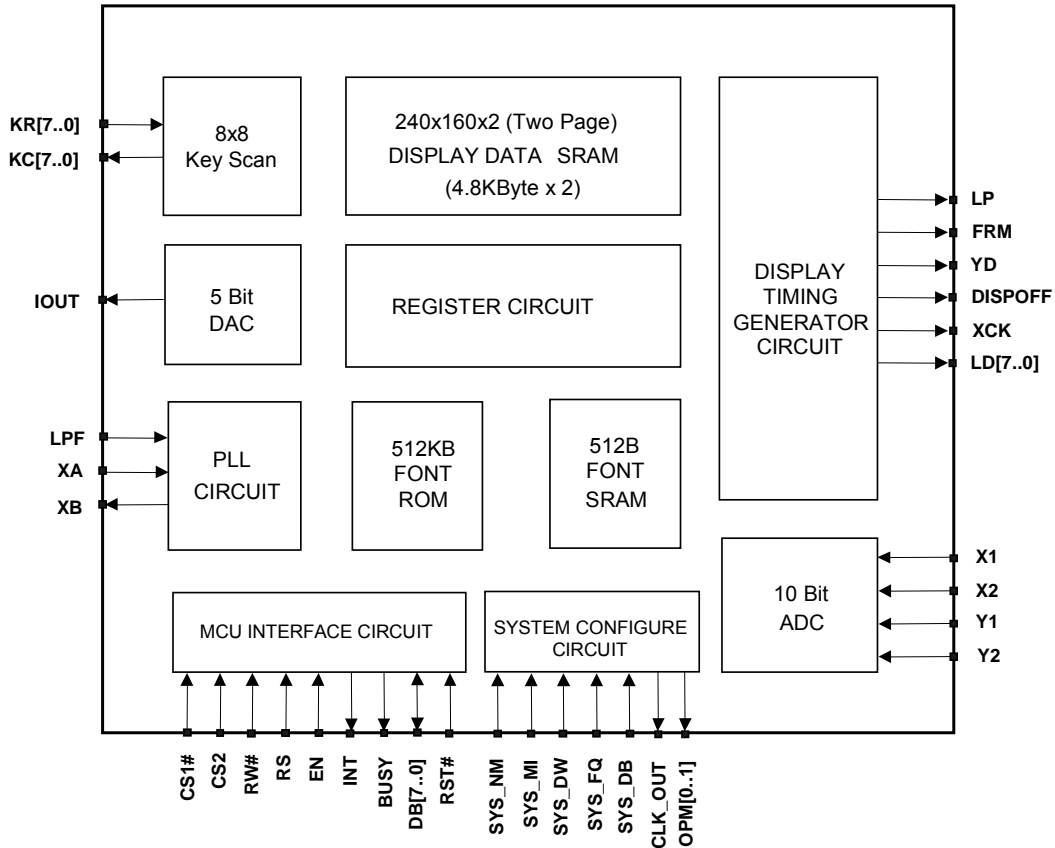 KR[7..0]
KC[7..0]
8x8
Key Scan
240x160x2 (Two Page)
DISPLAY DATA SRAM
(4.8KByte x 2)
LP
FRM
YD
DISPOFF
XCK
LD[7..0]
DISPLAY
TIMING
GENERATOR
CIRCUIT
IOUT
5 Bit
DAC
REGISTER CIRCUIT
LPF
XA
XB
PLL
CIRCUIT
512KB
FONT
ROM
512B
FONT
SRAM
10 Bit
ADC
X1
X2
Y1
Y2
MCU INTERFACE CIRCUIT
SYSTEM CONFIGURE
CIRCUIT
CS1#
CS2
RW#
RS
EN
INT
BUSY
DB[7..0]
RST#
SYS_NM
SYS_MI
SYS_DW
SYS_FQ
SYS_DB
CLK_OUT
OPM[0..1]